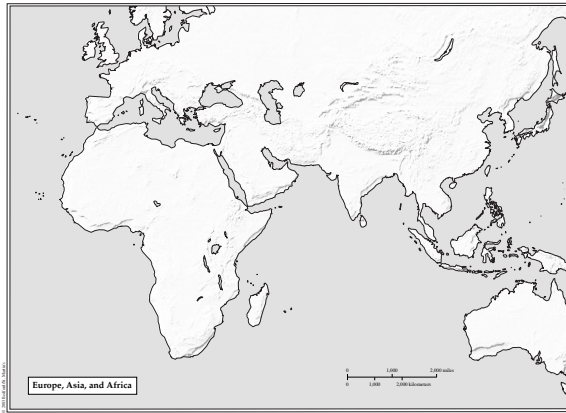 Europe, Asia, and Africa
0 1,000 2,000 miles
0 1,000 2,000 kilometers